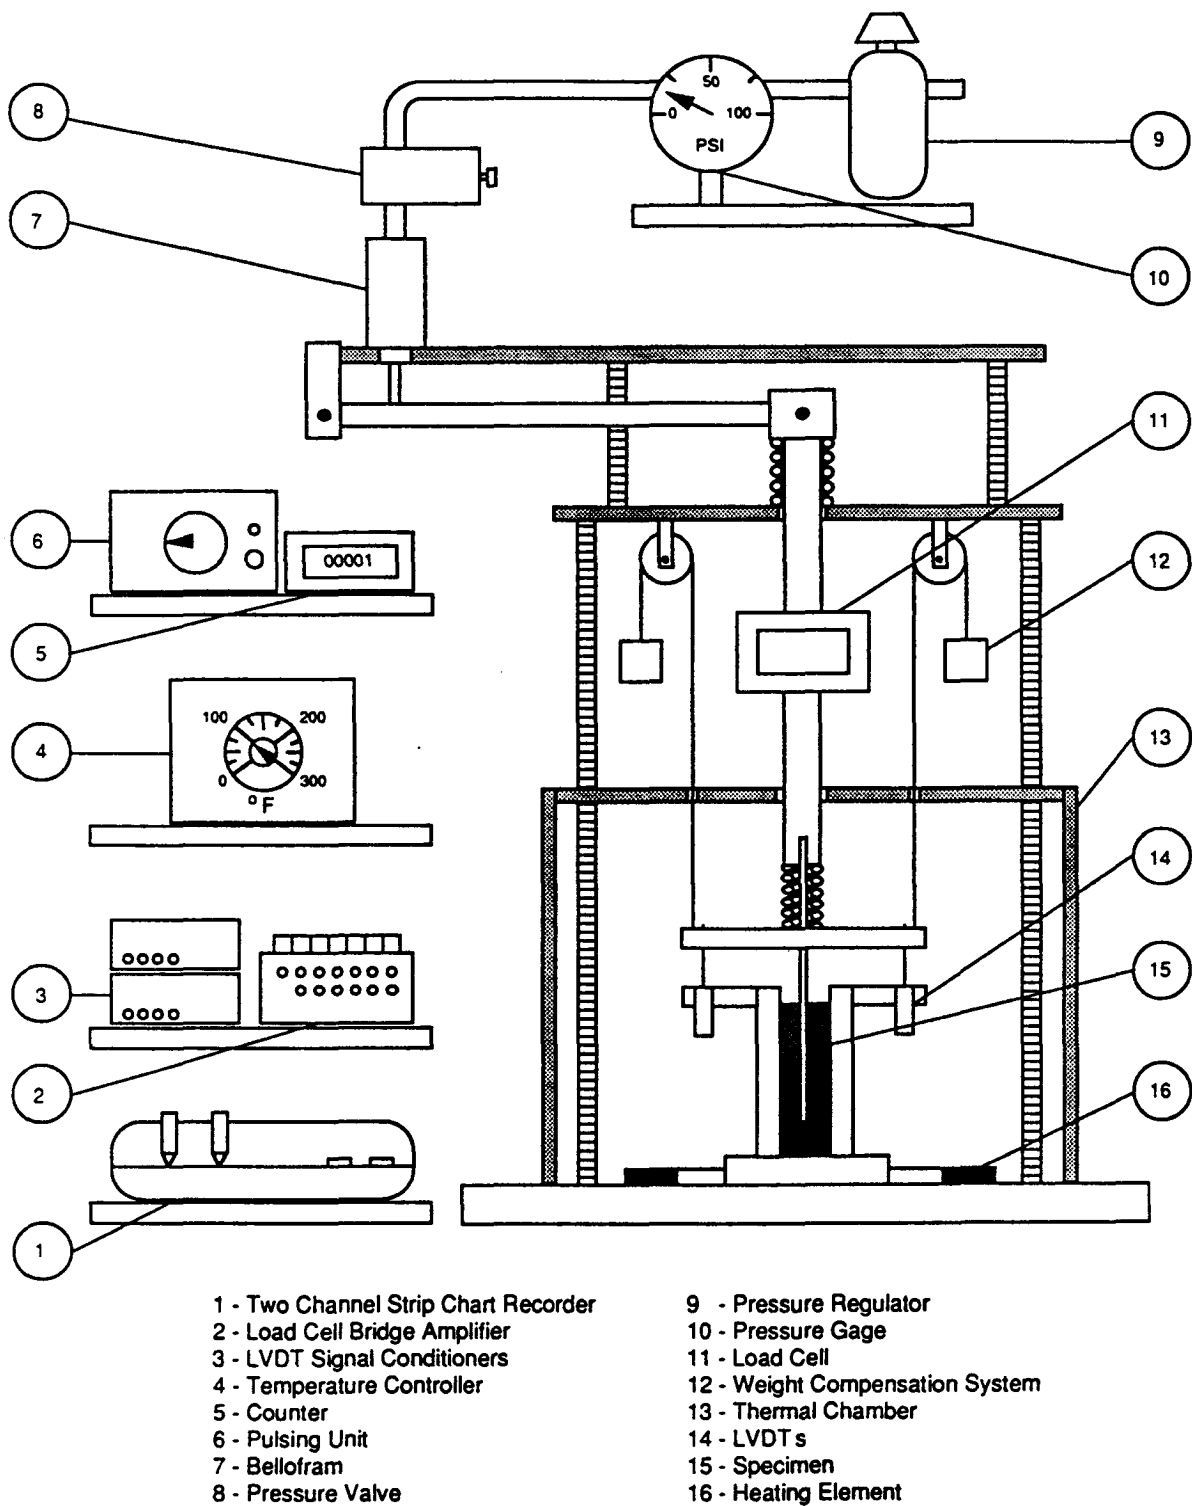 50
0
100
PSI
8
9
7
10
11
6
00001
12
5
100
200
4
0
300
° F
13
14
3
15
2
16
1
1 - Two Channel Strip Chart Recorder
2 - Load Cell Bridge Amplifier
3 - LVDT Signal Conditioners
4 - Temperature Controller
5 - Counter
6 - Pulsing Unit
7 - Bellofram
8 - Pressure Valve
9 - Pressure Regulator
10 - Pressure Gage
11 - Load Cell
12 - Weight Compensation System
13 - Thermal Chamber
14 - LVDTs
15 - Specimen
16 - Heating Element